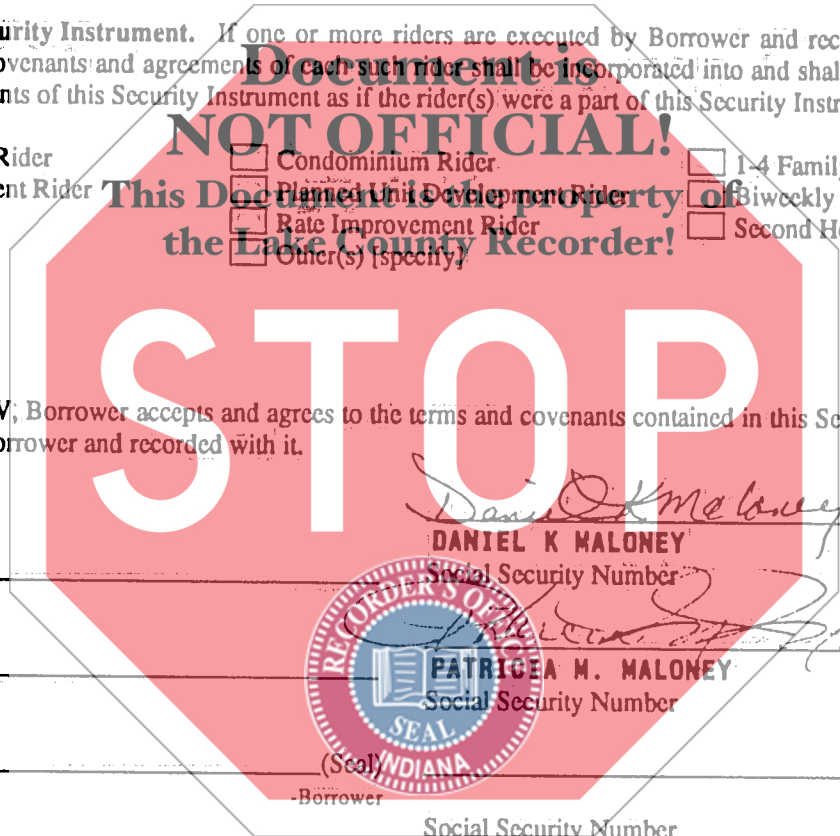 urity Instrument. If one or more riders are executed by Borrower and rec
ovenants and agreements of each such rider shall be incorporated into and shal
nts of this Security Instrument as if the rider(s) were a part of this Security Instr
Document is
NOT OFFICIAL!
This Document is the property of
the Lake County Recorder!
Rider
Condominium Rider
1-4 Famil
ent Rider
Planned Unit Development Rider
Biweekly
Rate Improvement Rider
Second Ho
Other(s) [specify]
STOP
V, Borrower accepts and agrees to the terms and covenants contained in this Se
orrower and recorded with it.
Daniel K Maloney
DANIEL K MALONEY
Social Security Number
PATRICIA M. MALONEY
Social Security Number
RECORDER'S OFFICE
SEAL
INDIANA
(Seal)
-Borrower
Social Security Number